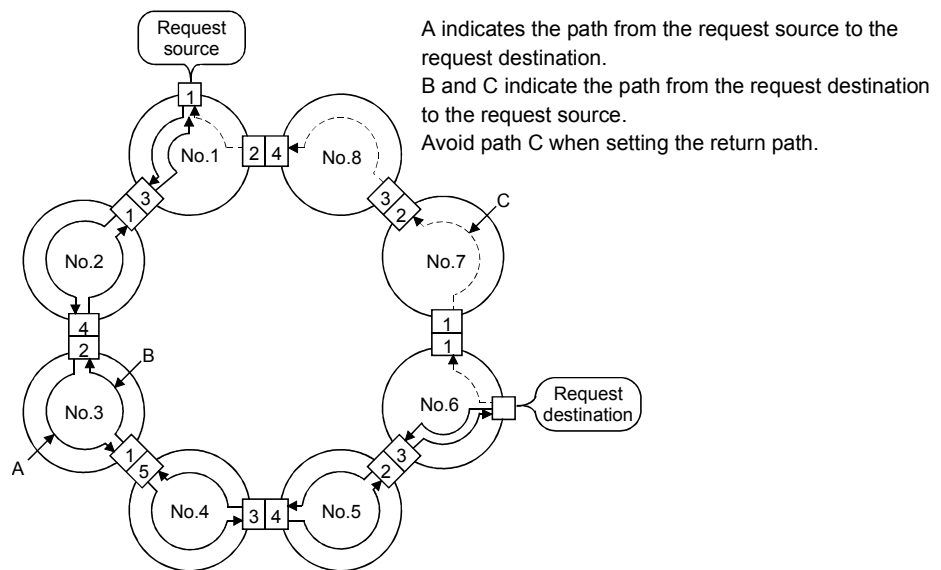 Request
source
A indicates the path from the request source to the
request destination.
B and C indicate the path from the request destination
to the request source.
Avoid path C when setting the return path.
1
No.1
2 4
No.8
3
1
3
2
C
No.2
No.7
4
2
1
1
B
No.3
No.6
Request
destination
A
1
5
3
2
No.4
3 4
No.5